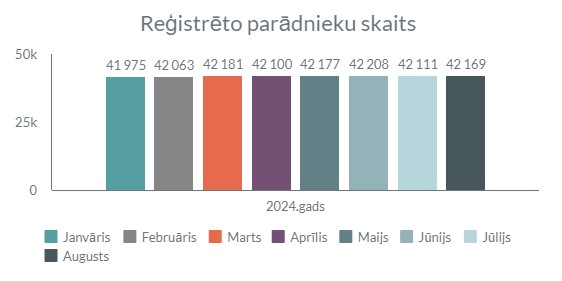 Reģistrēto parādnieku skaits
50k
41 975 42 063 42 181 42 100 42 177 42 208 42 111 42 169
25k
0
2024.gads
Janvāris Februāris Marts Aprīlis Maijs Jūnijs Jūlijs
Augusts